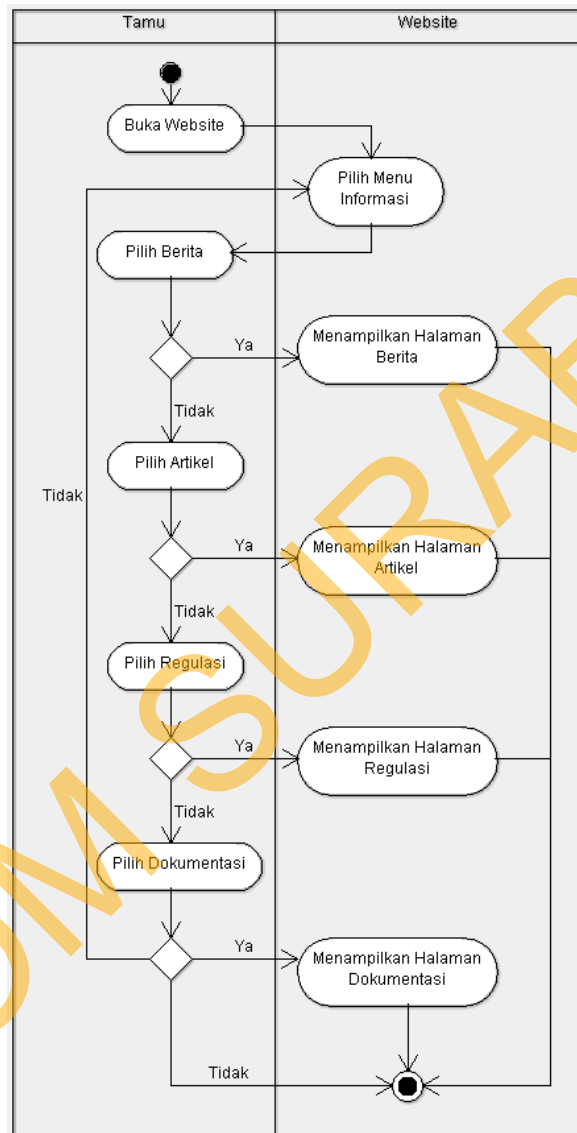 Tamu
Website
Buka Website
Pilih Menu
Informasi
Pilih Berita
Ya
Menampilkan Halaman
Berita
Tidak
Pilih Artikel
Tidak
Ya
Menampilkan Halaman
Artikel
Tidak
Pilih Regulasi
Ya
Menampilkan Halaman
Regulasi
Tidak
Pilih Dokumentasi
Ya
Menampilkan Halaman
Dokumentasi
Tidak